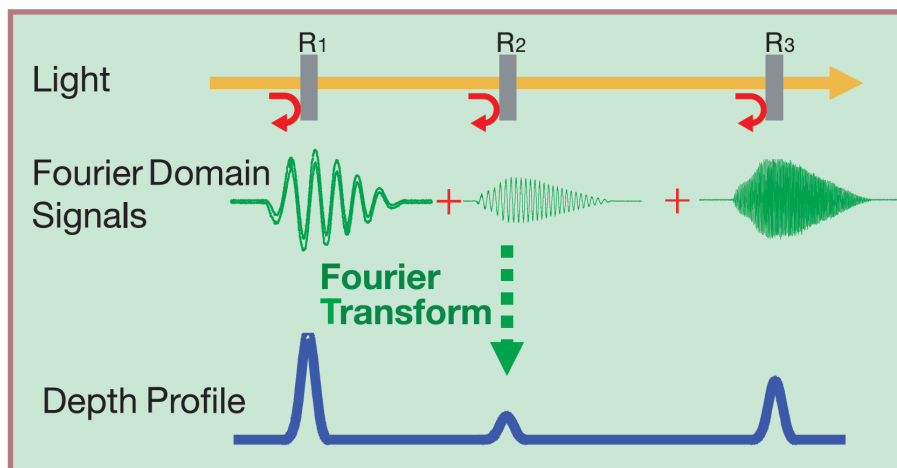 R1 R2 R3
Light
Fourier Domain
Signals
+ +
Fourier
Transform
Depth Profile